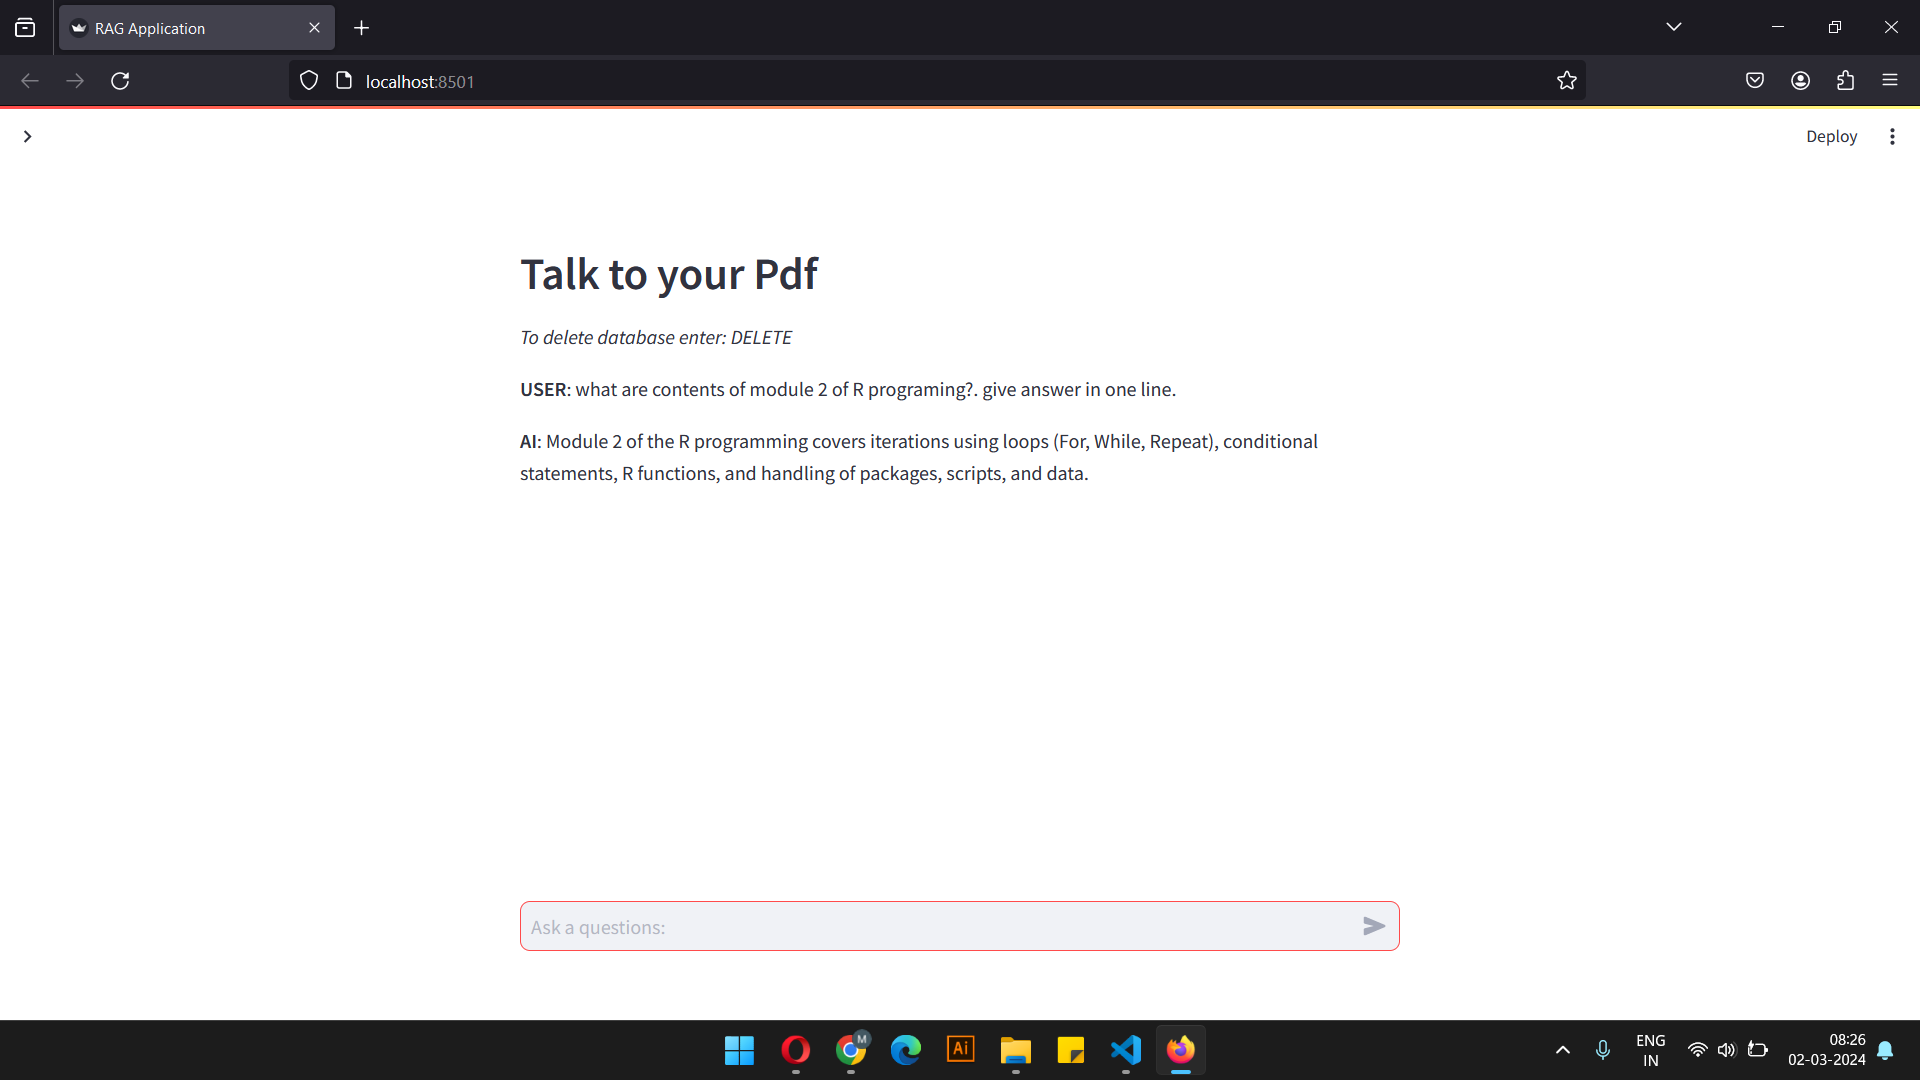 RAG Application
localhost:8501
Deploy
Talk to your Pdf
To delete database enter: DELETE
USER: what are contents of module 2 of R programing?. give answer in one line.
AI: Module 2 of the R programming covers iterations using loops (For, While, Repeat), conditional
statements, R functions, and handling of packages, scripts, and data.
Ask a questions:
M
Ai
ENG
IN
08:26
02-03-2024